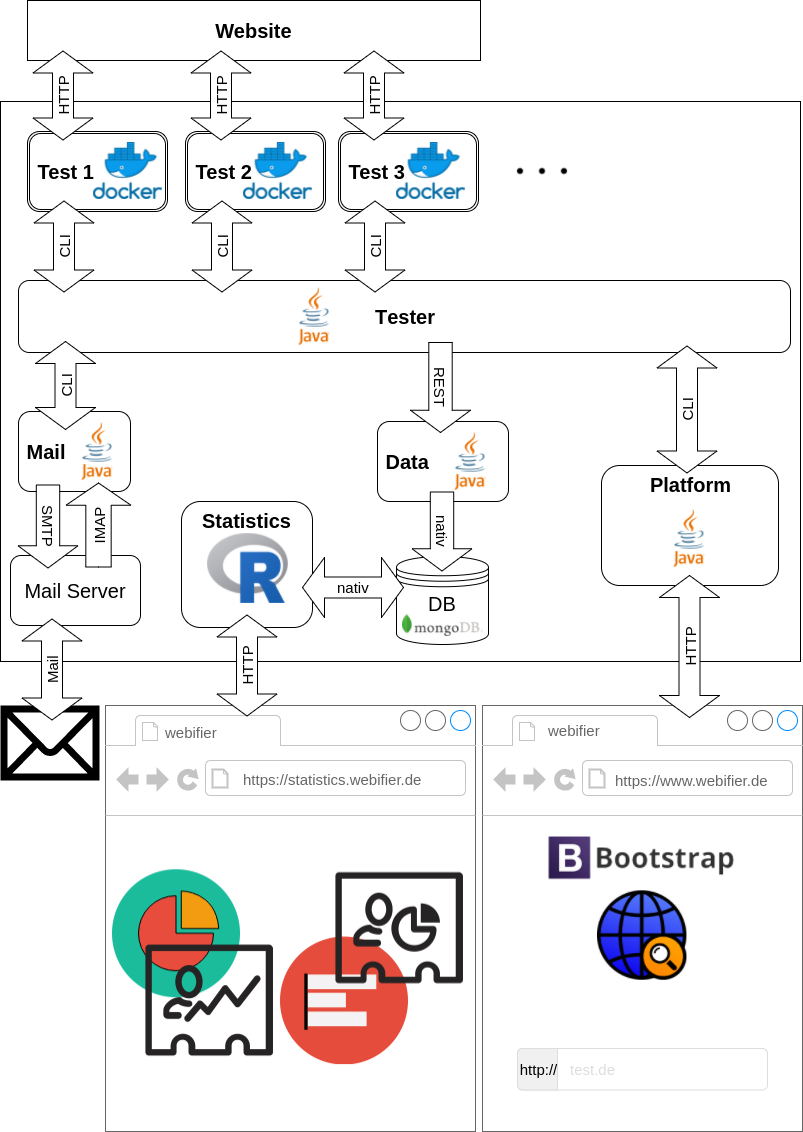 Website
HTTP
HTTP
HTTP
Test 1
docker
Test 2
docker
Test 3
docker
CLI
CLI
CLI
Java
Tester
CLI
REST
CLI
Mail
Java
Data
Java
Platform
Java
SMTP
IMAP
Statistics
R
nativ
nativ
Mail Server
DB
mongoDB
Mail
HTTP
HTTP
webifier
https://statistics.webifier.de
webifier
https://www.webifier.de
B Bootstrap
http://
test.de